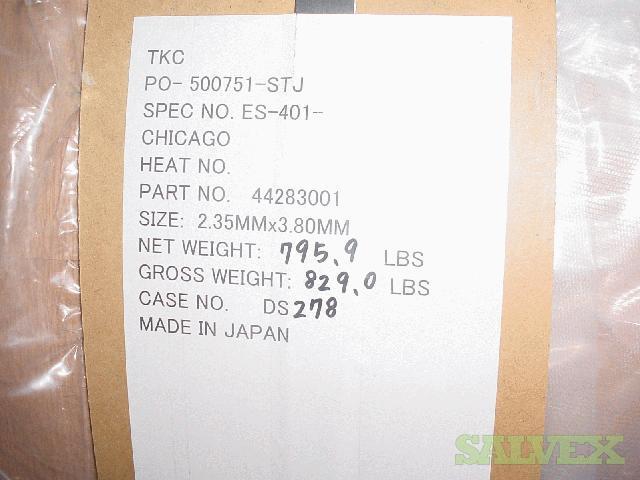 TKC
PO- 500751-STJ
SPEC NO. ES-401--
CHICAGO
HEAT NO.
PART NO. 44283001
SIZE: 2.35MMx3.80MM
NET WEIGHT: 795.9 LBS
GROSS WEIGHT: 829.0 LBS
CASE NO. DS278
MADE IN JAPAN
SALVEX